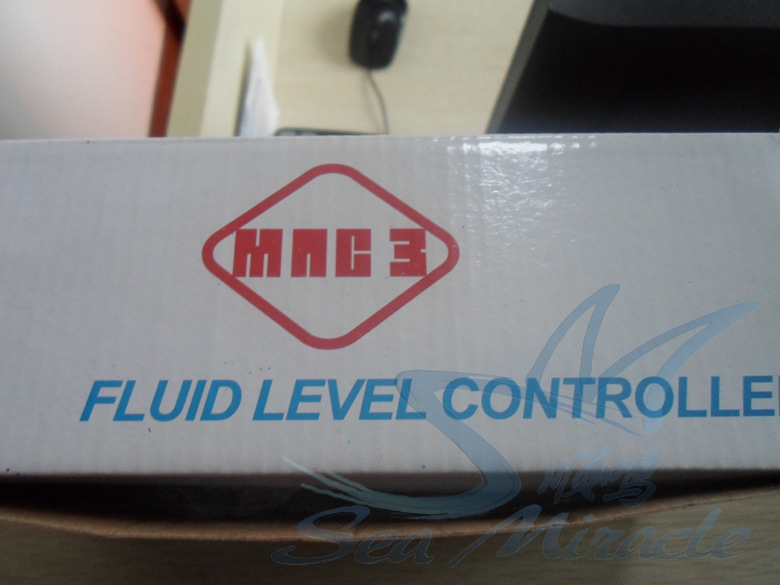 MAC 3
FLUID LEVEL CONTROLLE
Sea Miracle